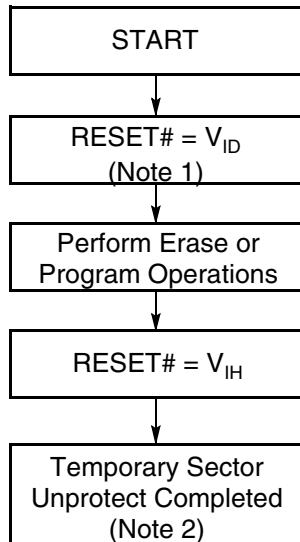 START
RESET# = V_ID
(Note 1)
Perform Erase or
Program Operations
RESET# = V_IH
Temporary Sector
Unprotect Completed
(Note 2)